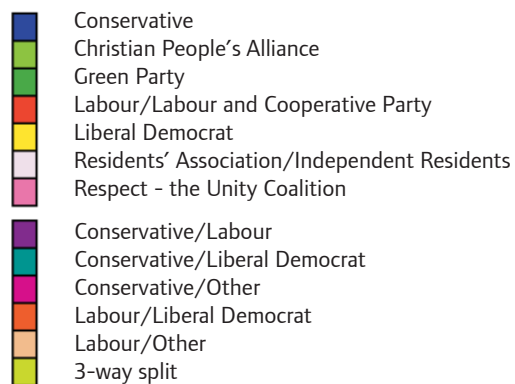 Conservative
Christian People′s Alliance
Green Party
Labour/Labour and Cooperative Party
Liberal Democrat
Residents′ Association/Independent Residents
Respect - the Unity Coalition
Conservative/Labour
Conservative/Liberal Democrat
Conservative/Other
Labour/Liberal Democrat
Labour/Other
3-way split